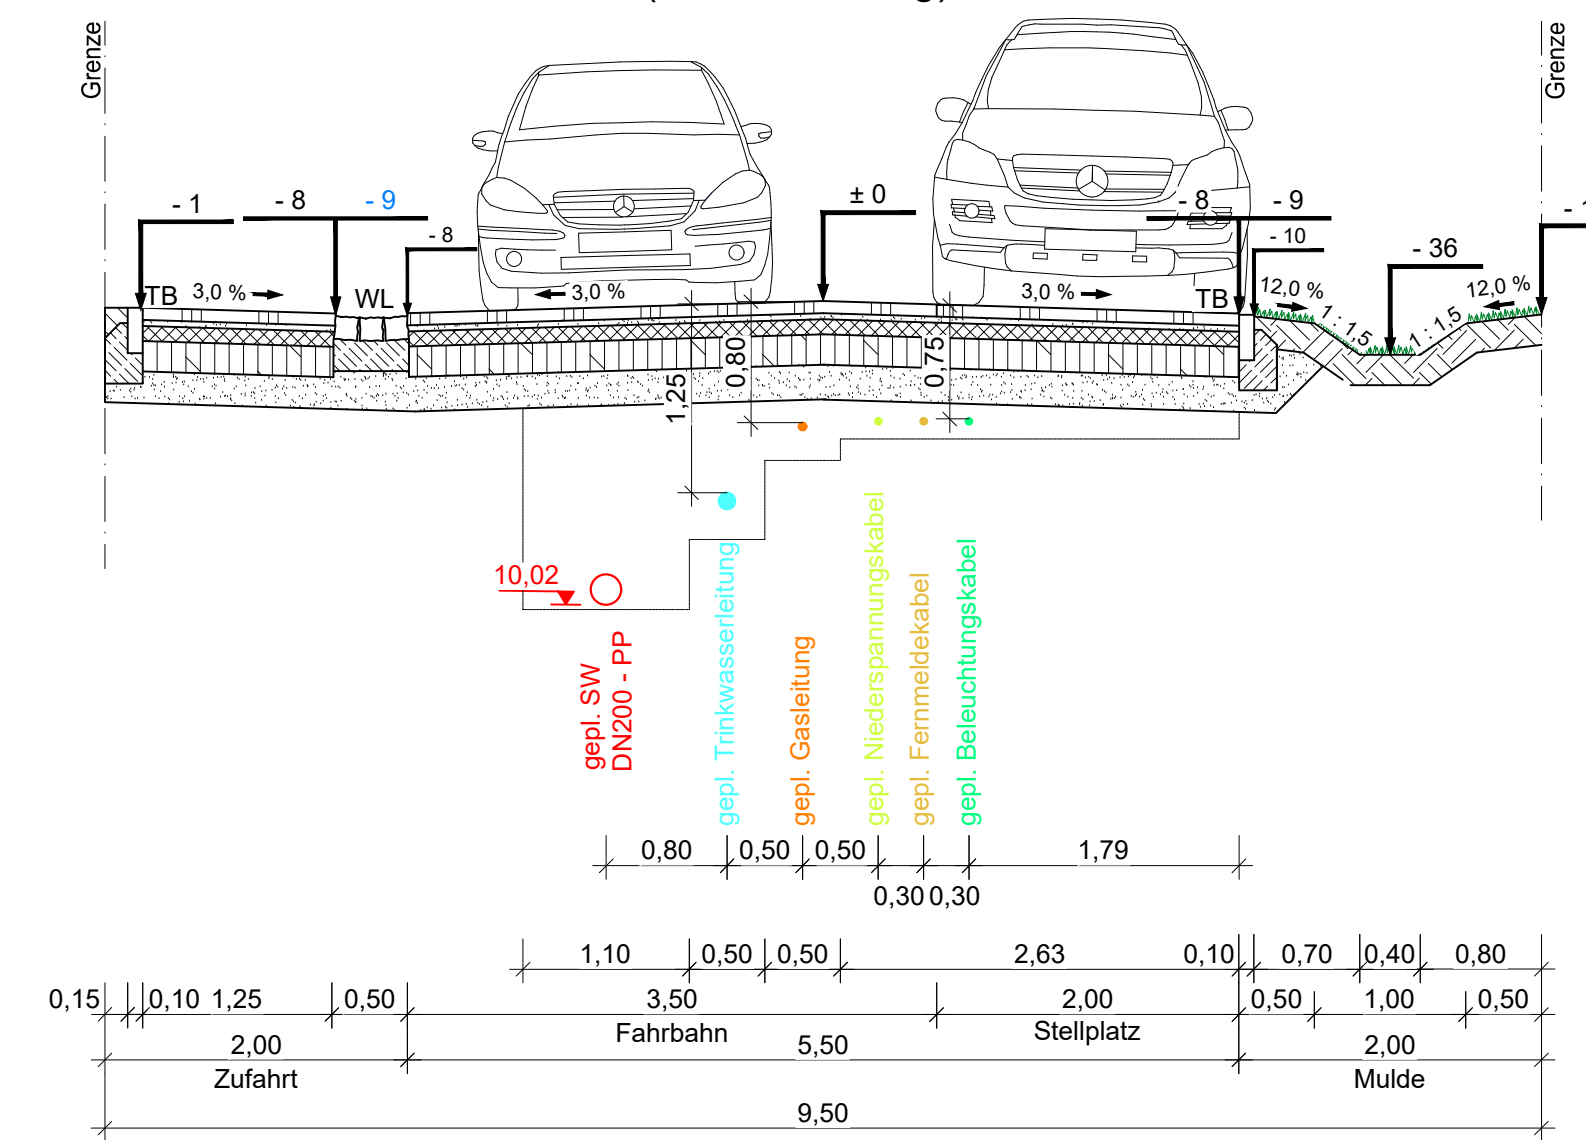 Grenze
Grenze
- 1
- 8
- 9
- 8
± 0
- 8
- 9
- 10
- 36
TB
3,0 %
WL
3,0 %
3,0 %
TB
12,0 %
1 : 1,5
1 : 1,5
12,0 %
1,25
0,80
0,75
10,02
gepl. SW
DN200 - PP
gepl. Trinkwasserleitung
gepl. Gasleitung
gepl. Niederspannungskabel
gepl. Fernmeldekabel
gepl. Beleuchtungskabel
0,80
0,50
0,50
1,79
0,30
0,30
1,10
0,50
0,50
2,63
0,10
0,70
0,40
0,80
0,15
0,10
1,25
0,50
3,50
2,00
0,50
1,00
0,50
Fahrbahn
Stellplatz
2,00
5,50
2,00
Zufahrt
Mulde
9,50